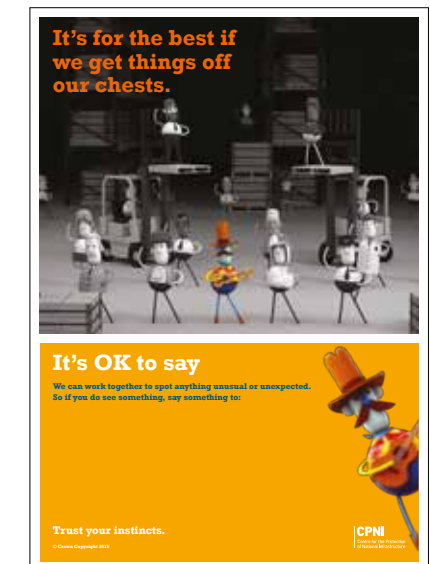 It's for the best if
we get things off
our chests.
It's OK to say
We can work together to spot anything unusual or unexpected.
So if you do see something, say something to:
Trust your instincts.
© Crown Copyright 2014
CPNI
Centre for the Protection
of National Infrastructure